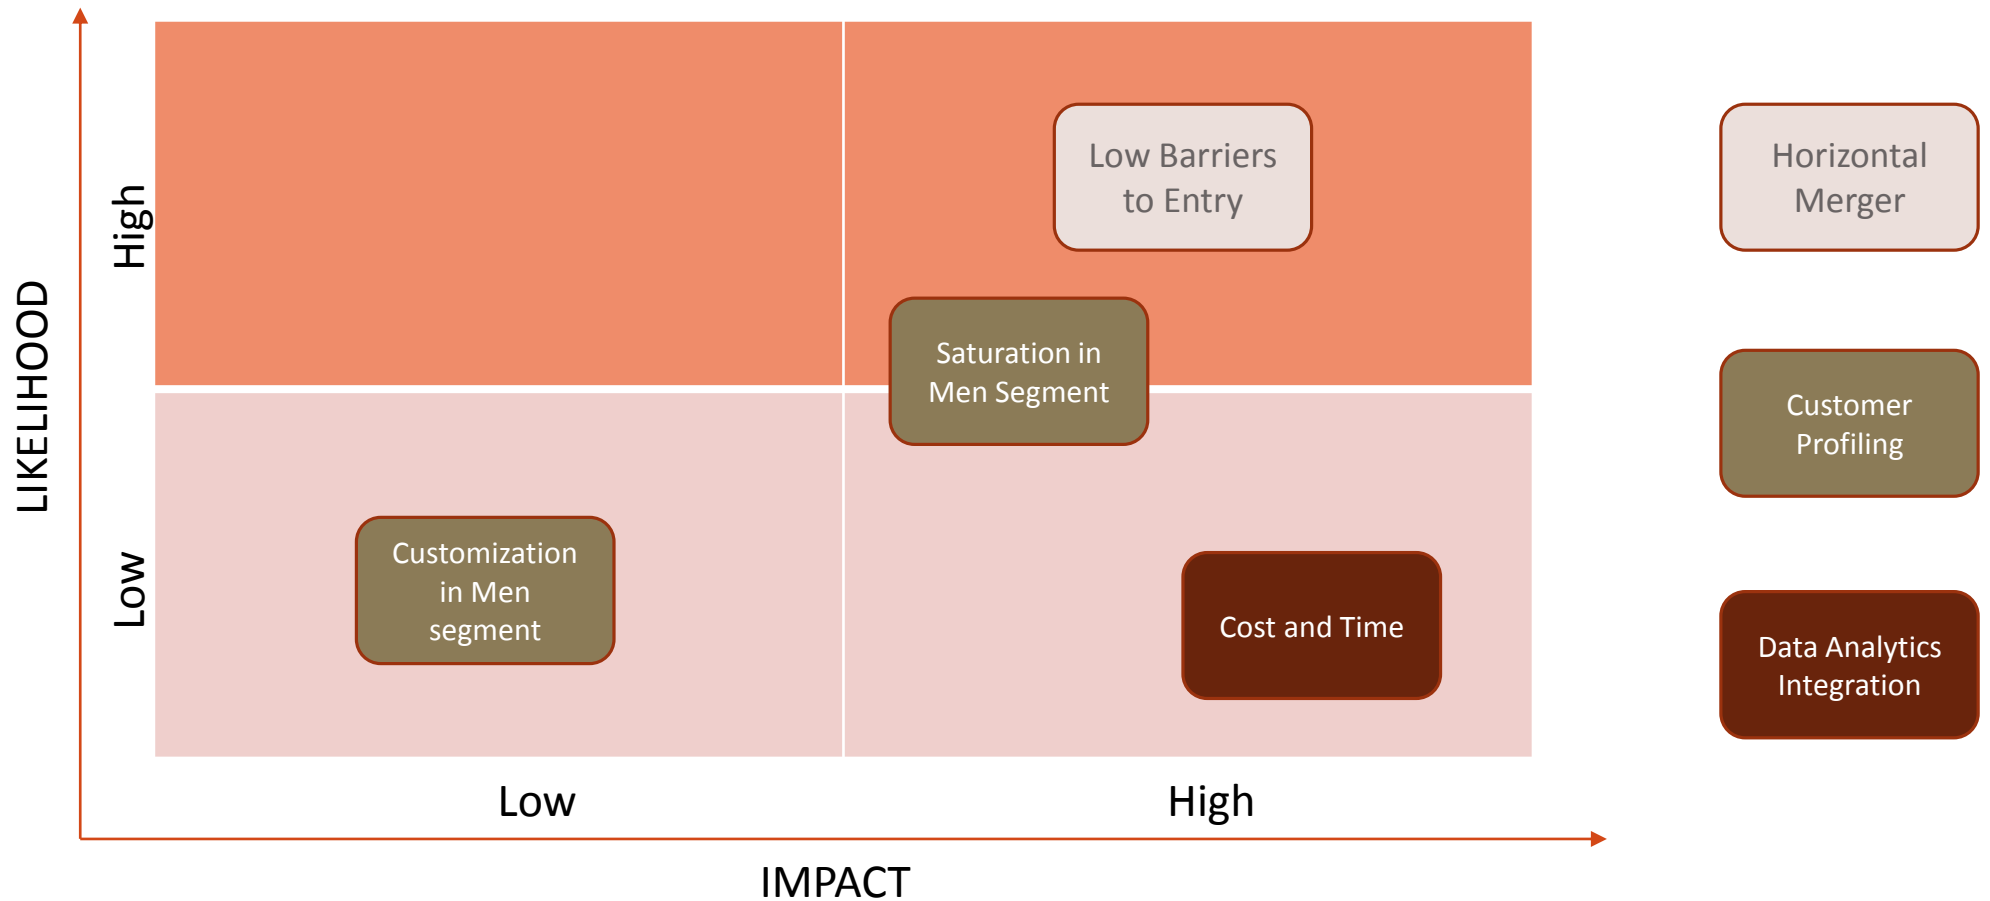 LIKELIHOOD
High
Low
Low Barriers
to Entry
Saturation in
Men Segment
Customization
in Men
segment
Cost and Time
Low
High
IMPACT
Horizontal
Merger
Customer
Profiling
Data Analytics
Integration